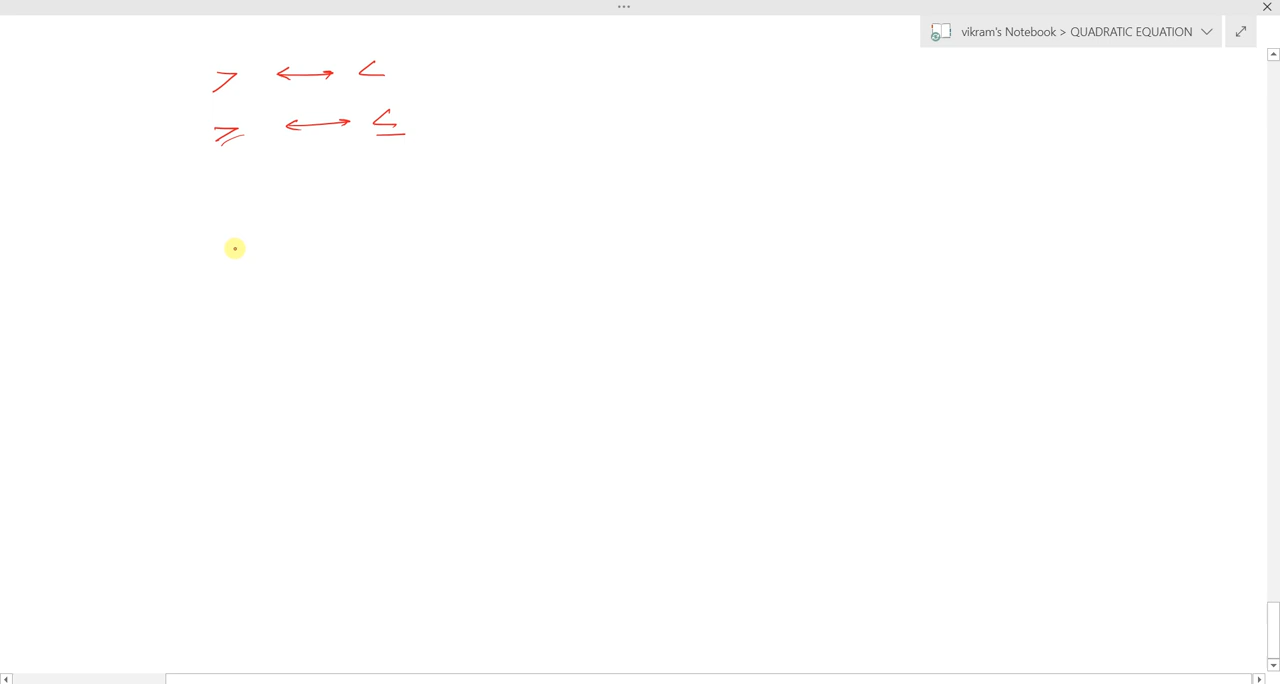 vikram's Notebook > QUADRATIC EQUATION
> ↔ <
≥ ↔ ≤